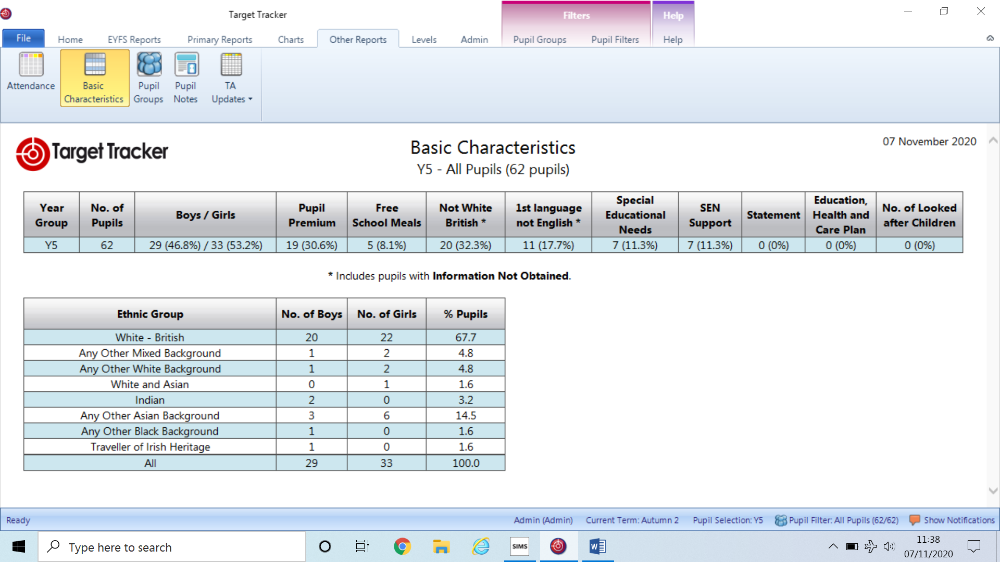 Target Tracker
Filters
Help
File
Home
EYFS Reports
Primary Reports
Charts
Other Reports
Levels
Admin
Pupil Groups
Pupil Filters
Help
Attendance
Basic
Characteristics
Pupil
Groups
Pupil
Notes
TA
Updates
Target Tracker
Basic Characteristics
07 November 2020
Y5 - All Pupils (62 pupils)
Year Group | No. of Pupils | Boys / Girls | Pupil Premium | Free School Meals | Not White British * | 1st language not English * | Special Educational Needs | SEN Support | Statement | Education, Health and Care Plan | No. of Looked after Children
Y5 | 62 | 29 (46.8%) / 33 (53.2%) | 19 (30.6%) | 5 (8.1%) | 20 (32.3%) | 11 (17.7%) | 7 (11.3%) | 7 (11.3%) | 0 (0%) | 0 (0%) | 0 (0%)
* Includes pupils with Information Not Obtained.
Ethnic Group | No. of Boys | No. of Girls | % Pupils
White - British | 20 | 22 | 67.7
Any Other Mixed Background | 1 | 2 | 4.8
Any Other White Background | 1 | 2 | 4.8
White and Asian | 0 | 1 | 1.6
Indian | 2 | 0 | 3.2
Any Other Asian Background | 3 | 6 | 14.5
Any Other Black Background | 1 | 0 | 1.6
Traveller of Irish Heritage | 1 | 0 | 1.6
All | 29 | 33 | 100.0
Ready
Admin (Admin)
Current Term: Autumn 2
Pupil Selection: Y5
Pupil Filter: All Pupils (62/62)
Show Notifications
Type here to search
SIMS
W
11:38
07/11/2020